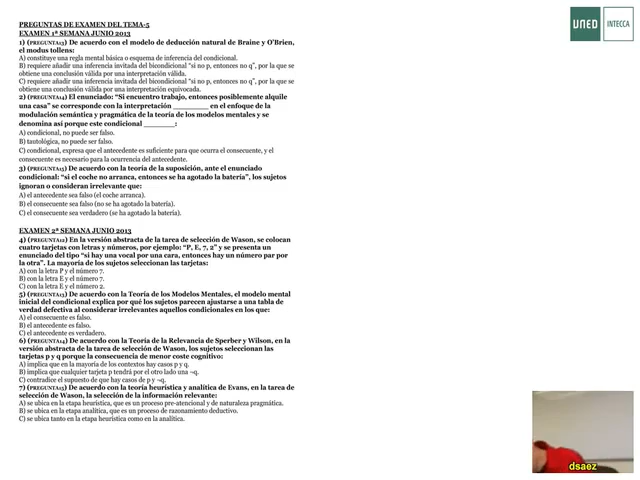 PREGUNTAS DE EXAMEN DEL TEMA-5
EXAMEN 1ª SEMANA JUNIO 2013
1) (PREGUNTA13) De acuerdo con el modelo de deducción natural de Braine y O'Brien,
el modus tollens:
A) constituye una regla mental básica o esquema de inferencia del condicional.
B) requiere añadir una inferencia invitada del bicondicional "si no p, entonces no q", por la que se
obtiene una conclusión válida por una interpretación válida.
C) requiere añadir una inferencia invitada del bicondicional "si no p, entonces no q", por la que se
obtiene una conclusión válida por una interpretación equivocada.
2) (PREGUNTA14) El enunciado: "Si encuentro trabajo, entonces posiblemente alquile
una casa" se corresponde con la interpretación ________ en el enfoque de la
modulación semántica y pragmática de la teoría de los modelos mentales y se
denomina así porque este condicional _______:
A) condicional, no puede ser falso.
B) tautológica, no puede ser falso.
C) condicional, expresa que el antecedente es suficiente para que ocurra el consecuente, y el
consecuente es necesario para la ocurrencia del antecedente.
3) (PREGUNTA15) De acuerdo con la teoría de la suposición, ante el enunciado
condicional: "si el coche no arranca, entonces se ha agotado la batería", los sujetos
ignoran o consideran irrelevante que:
A) el antecedente sea falso (el coche arranca).
B) el consecuente sea falso (no se ha agotado la batería).
C) el consecuente sea verdadero (se ha agotado la batería).
EXAMEN 2ª SEMANA JUNIO 2013
4) (PREGUNTA12) En la versión abstracta de la tarea de selección de Wason, se colocan
cuatro tarjetas con letras y números, por ejemplo: "P, E, 7, 2" y se presenta un
enunciado del tipo "si hay una vocal por una cara, entonces hay un número par por
la otra". La mayoría de los sujetos seleccionan las tarjetas:
A) con la letra P y el número 7.
B) con la letra E y el número 7.
C) con la letra E y el número 2.
5) (PREGUNTA13) De acuerdo con la Teoría de los Modelos Mentales, el modelo mental
inicial del condicional explica por qué los sujetos parecen ajustarse a una tabla de
verdad defectiva al considerar irrelevantes aquellos condicionales en los que:
A) el consecuente es falso.
B) el antecedente es falso.
C) el antecedente es verdadero.
6) (PREGUNTA14) De acuerdo con la Teoría de la Relevancia de Sperber y Wilson, en la
versión abstracta de la tarea de selección de Wason, los sujetos seleccionan las
tarjetas p y q porque la consecuencia de menor coste cognitivo:
A) implica que en la mayoría de los contextos hay casos p y q.
B) implica que cualquier tarjeta p tendrá por el otro lado una ¬q.
C) contradice el supuesto de que hay casos de p y ¬q.
7) (PREGUNTA15) De acuerdo con la teoría heurística y analítica de Evans, en la tarea de
selección de Wason, la selección de la información relevante:
A) se ubica en la etapa heurística, que es un proceso pre-atencional y de naturaleza pragmática.
B) se ubica en la etapa analítica, que es un proceso de razonamiento deductivo.
C) se ubica tanto en la etapa heurística como en la analítica.
UNED
INTECCA
dsaez